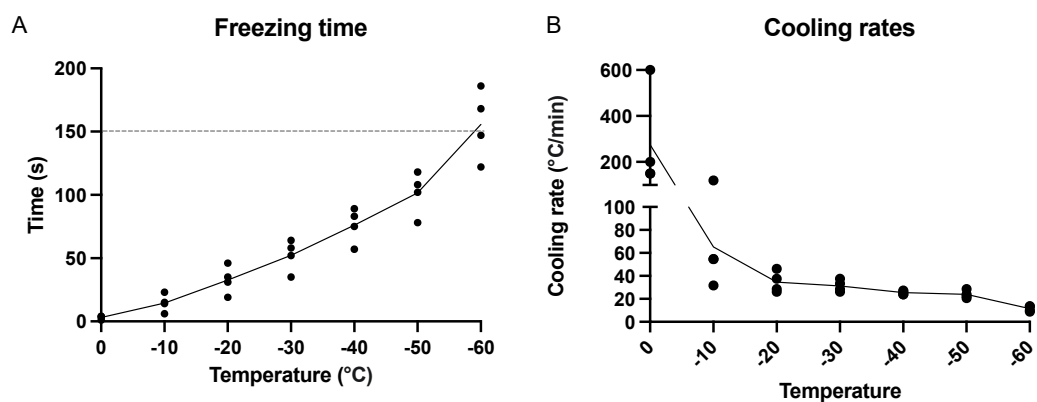 A
Freezing time
200
150
100
50
0
Time (s)
0 -10 -20 -30 -40 -50 -60
Temperature (°C)
B
Cooling rates
600
400
200
100
80
60
40
20
0
Cooling rate (°C/min)
0 -10 -20 -30 -40 -50 -60
Temperature